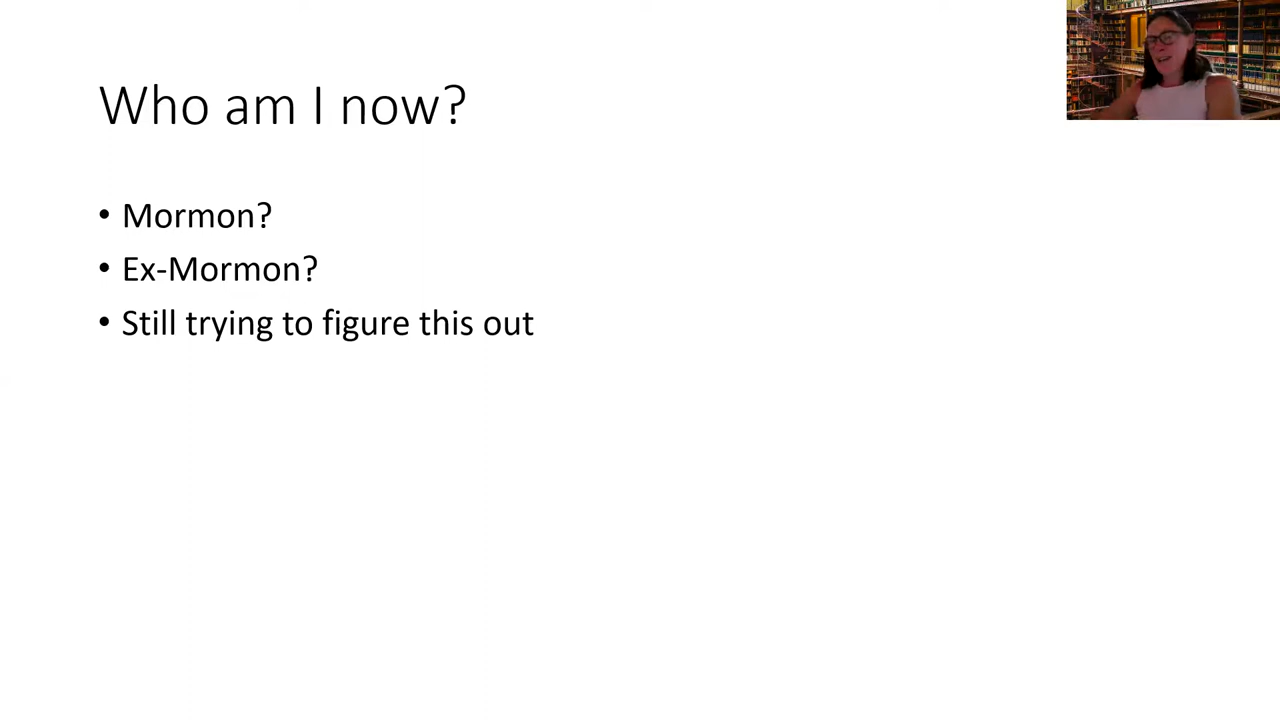 Who am I now?
• Mormon?
• Ex-Mormon?
• Still trying to figure this out